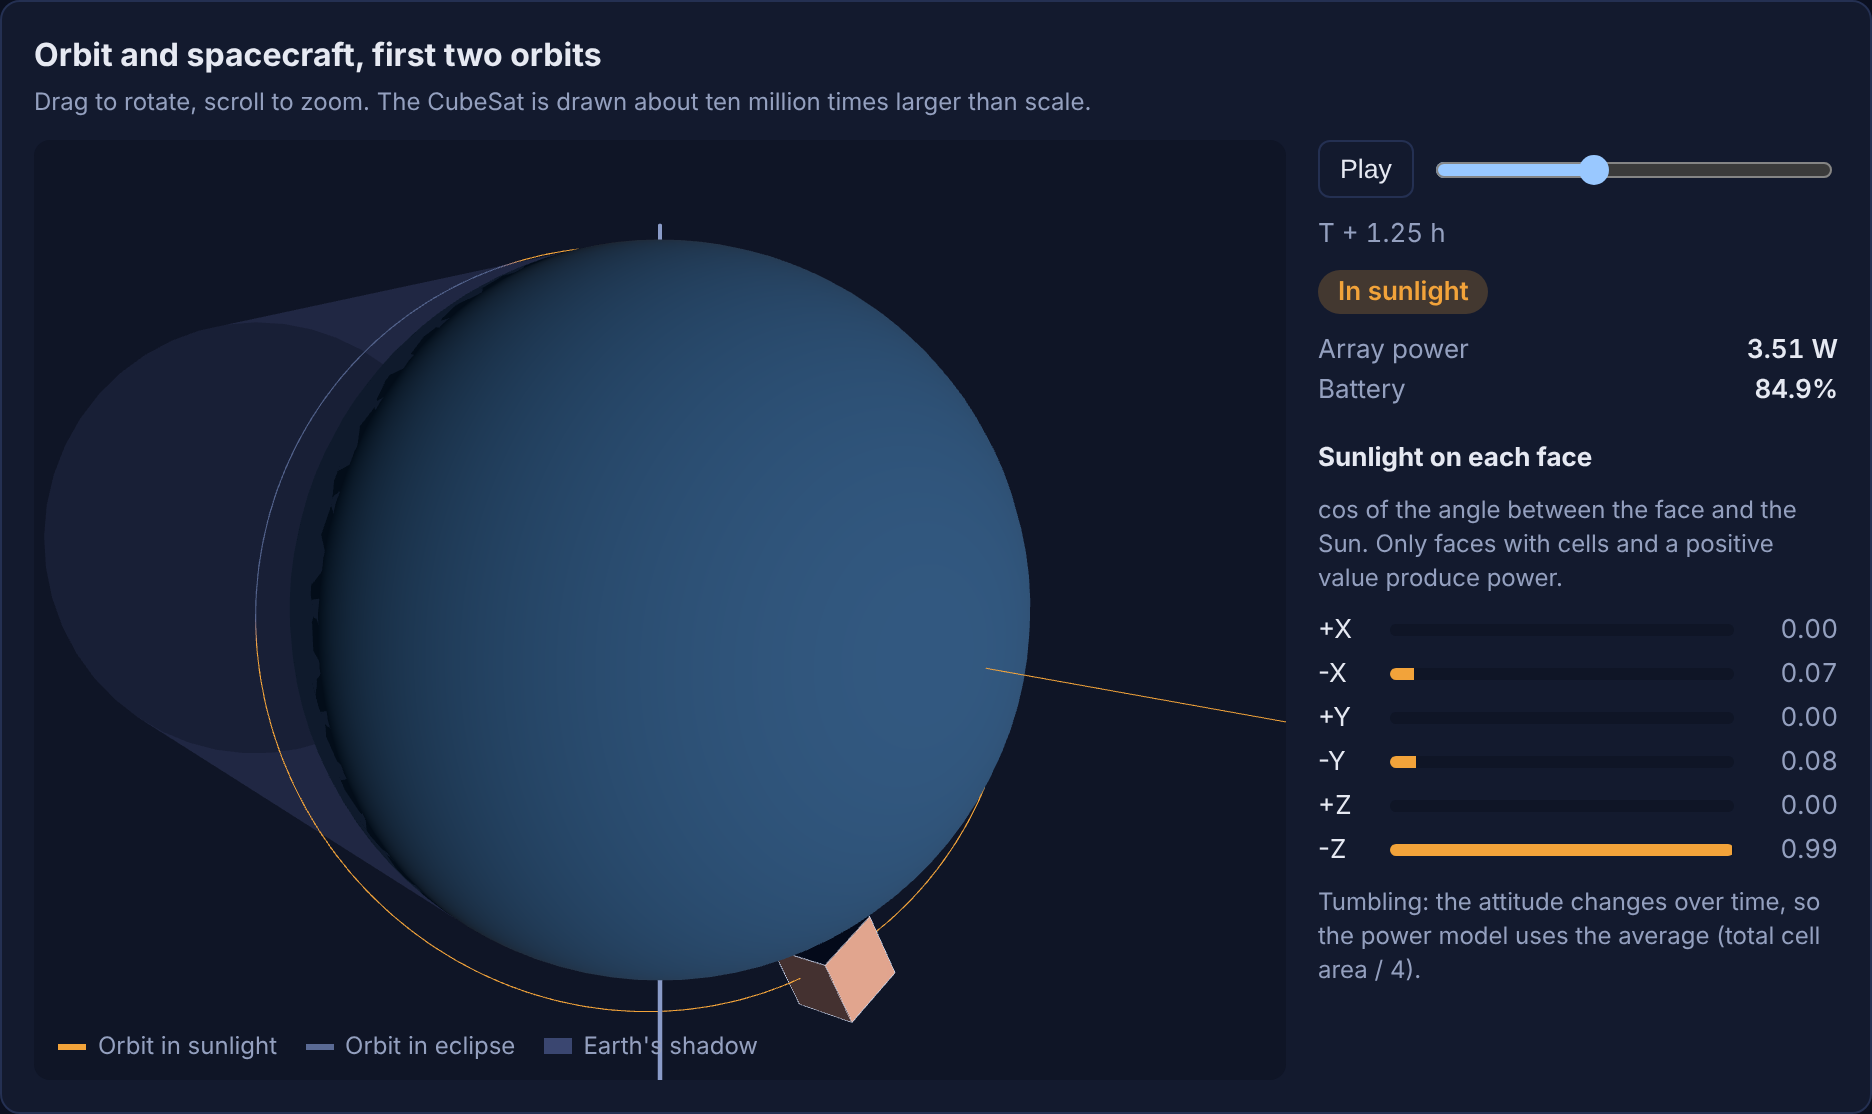 Orbit and spacecraft, first two orbits
Drag to rotate, scroll to zoom. The CubeSat is drawn about ten million times larger than scale.
Play
T + 1.25 h
In sunlight
Array power 3.51 W
Battery 84.9%
Sunlight on each face
cos of the angle between the face and the
Sun. Only faces with cells and a positive
value produce power.
+X 0.00
-X 0.07
+Y 0.00
-Y 0.08
+Z 0.00
-Z 0.99
Tumbling: the attitude changes over time, so
the power model uses the average (total cell
area / 4).
Orbit in sunlight Orbit in eclipse Earth's shadow